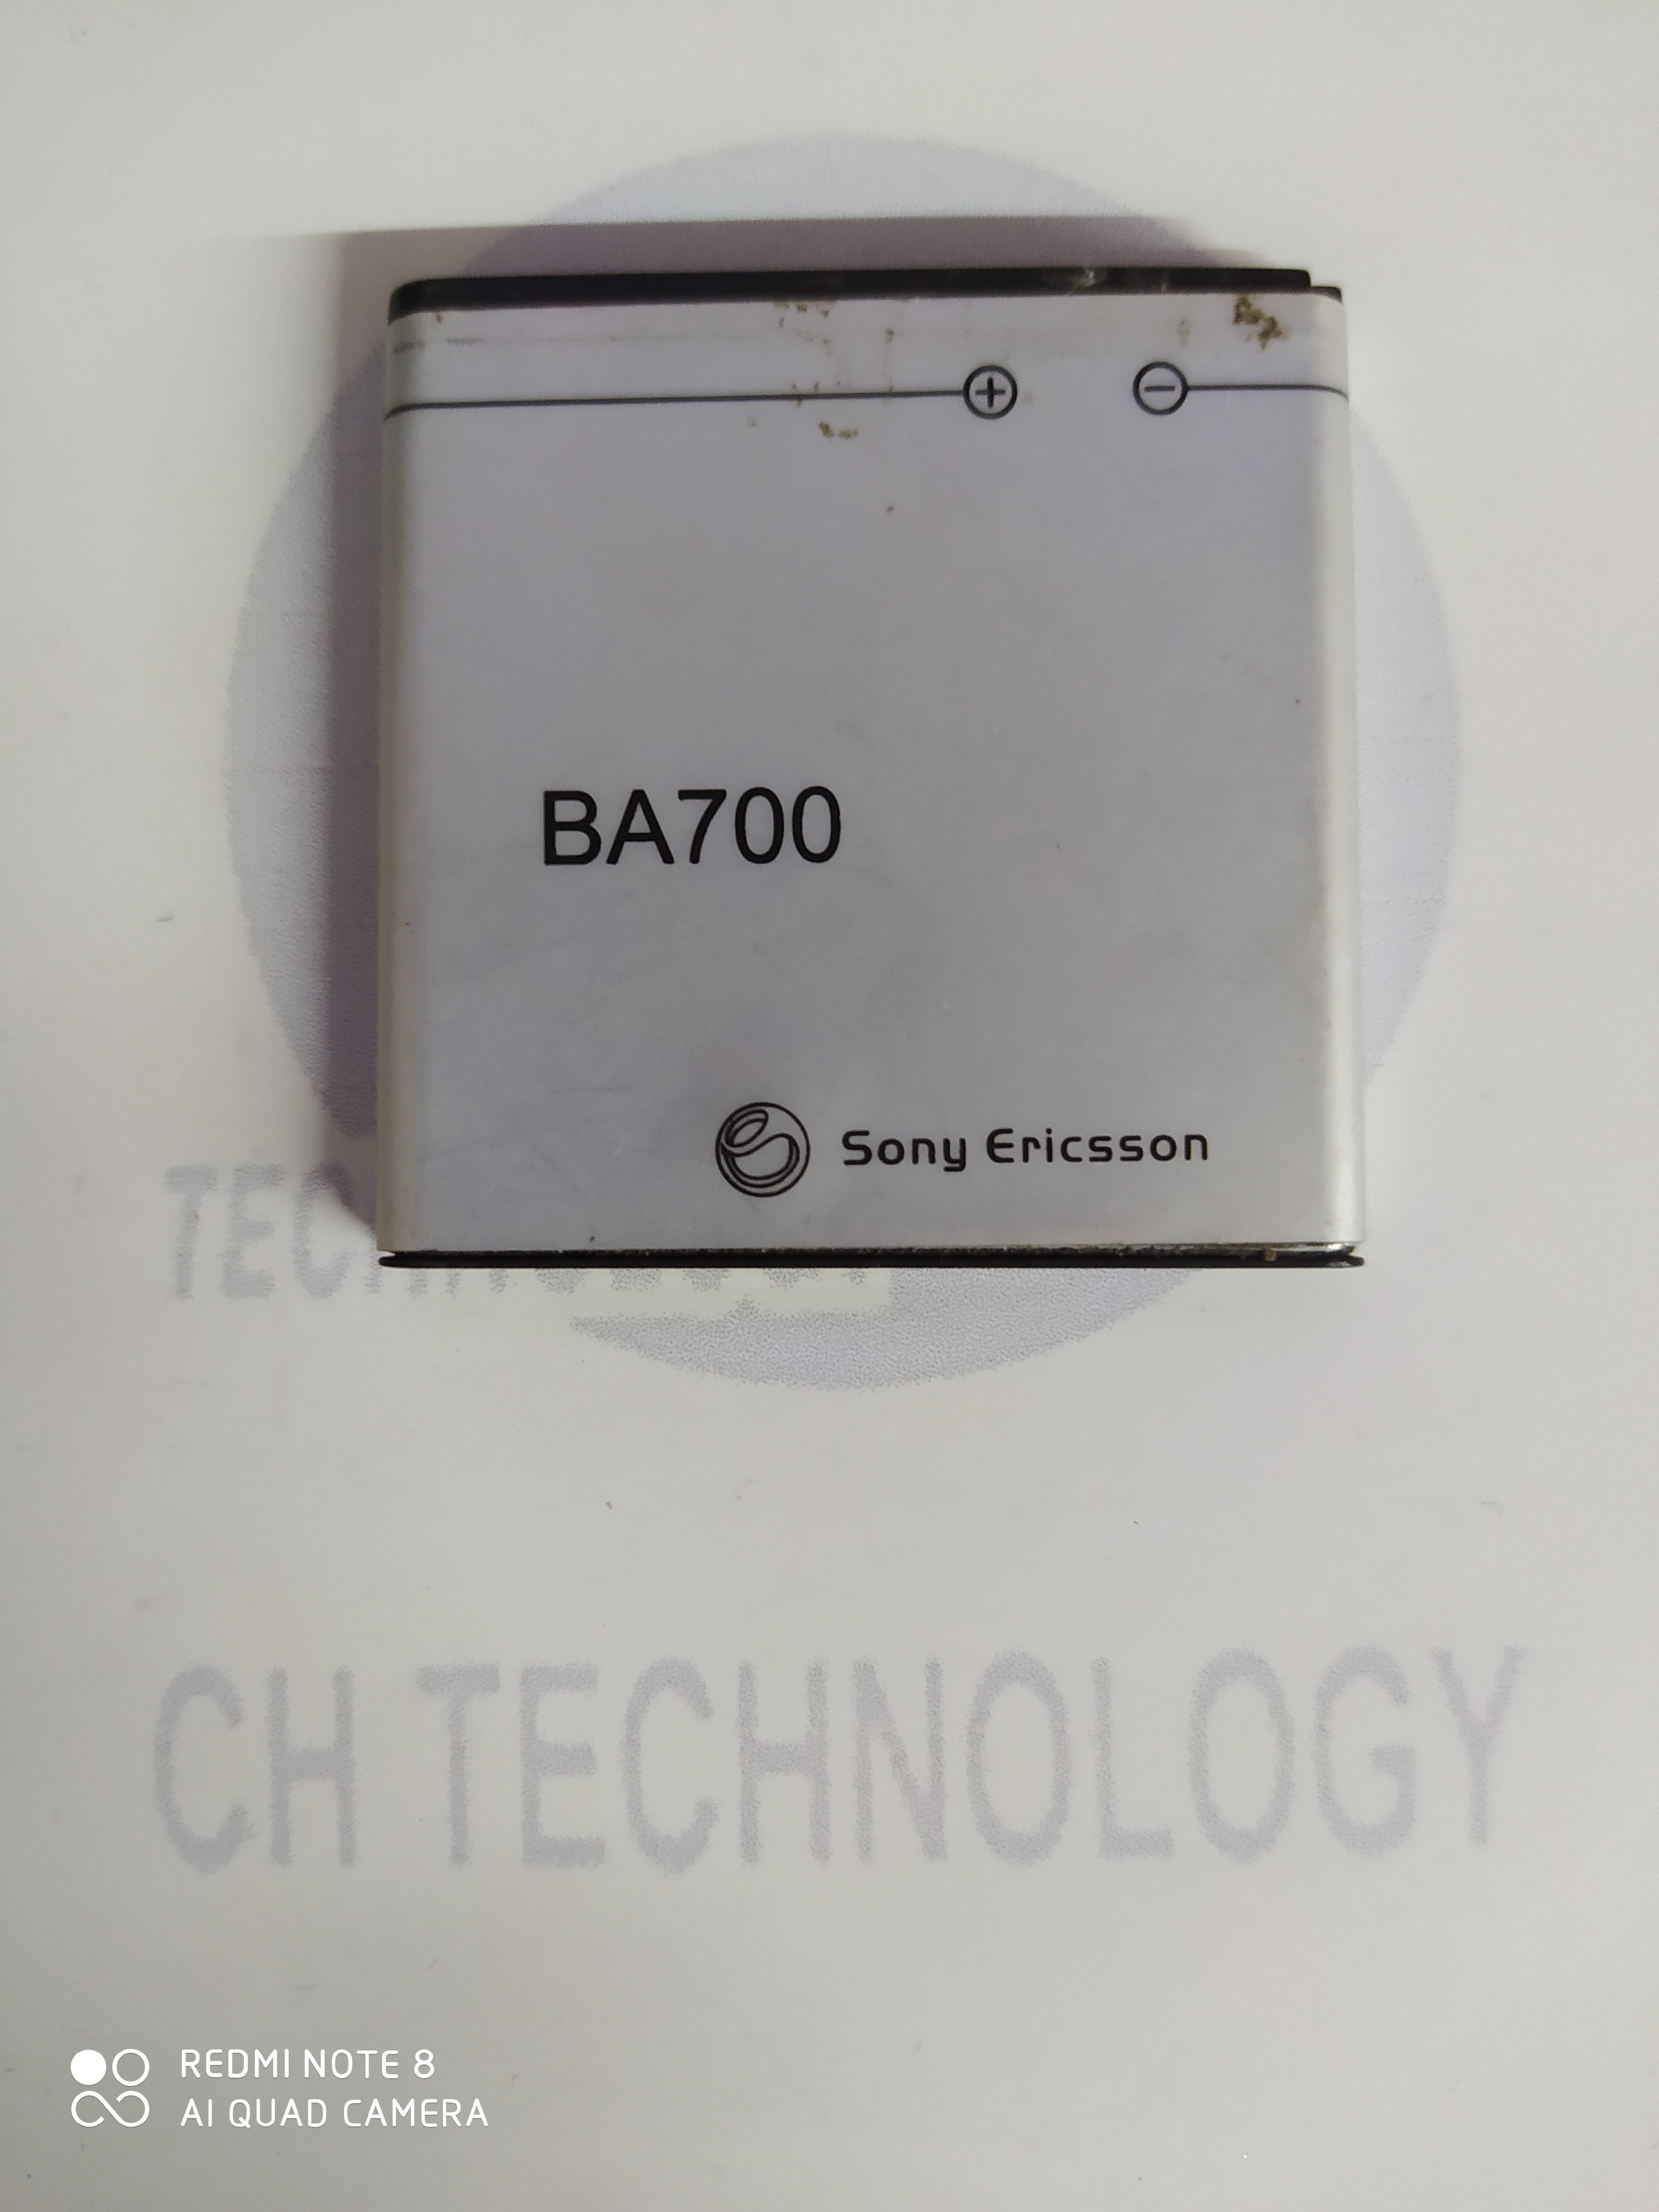 + −
BA700
Sony Ericsson
CH TECHNOLOGY
REDMI NOTE 8
AI QUAD CAMERA